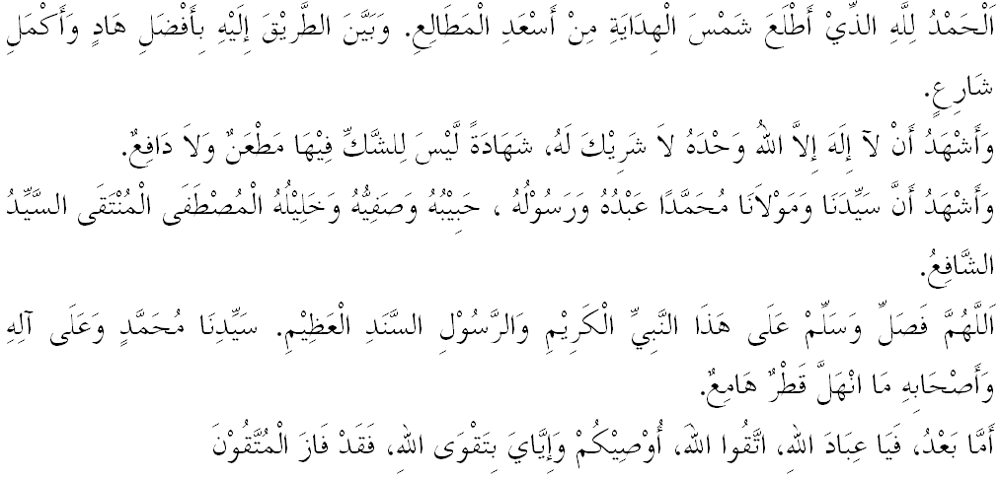 اَلْحَمْدُ لِلَّهِ الذِّيْ أَطْلَعَ شَمْسَ الْهِدَايَةِ مِنْ أَسْعَدِ الْمَطَالِعِ. وَبَيَّنَ الطَّرِيْقَ إِلَيْهِ بِأَفْضَلِ هَادٍ وَأَكْمَلِ
شَارِعٍ.
وَأَشْهَدُ أَنْ لآ إِلَهَ إِلاَّ اللهُ وَحْدَهُ لاَ شَرِيْكَ لَهُ، شَهَادَةً لَّيْسَ لِلشَّكِّ فِيْهَا مَطْعَنٌ وَلاَ دَافِعٌ.
وَأَشْهَدُ أَنَّ سَيِّدَنَا وَمَوْلاَنَا مُحَمَّدًا عَبْدُهُ وَرَسُوْلُهُ ، حَبِيْبُهُ وَصَفِيُّهُ وَخَلِيْلُهُ الْمُصْطَفَى الْمُنْتَقَى السَّيِّدُ
الشَّافِعُ.
اَللَّهُمَّ فَصَلِّ وَسَلِّمْ عَلَى هَذَا النَّبِيِّ الْكَرِيْمِ وَالرَّسُوْلِ السَّنَدِ الْعَظِيْمِ. سَيِّدِنَا مُحَمَّدٍ وَعَلَى آلِهِ
وَأَصْحَابِهِ مَا انْهَلَّ قَطْرٌ هَامِعٌ.
أَمَّا بَعْدُ، فَيَا عِبَادَ اللهِ، اتَّقُوا اللهَ، أُوْصِيْكُمْ وَإِيَّايَ بِتَقْوَى اللهِ، فَقَدْ فَازَ الْمُتَّقُوْنَ